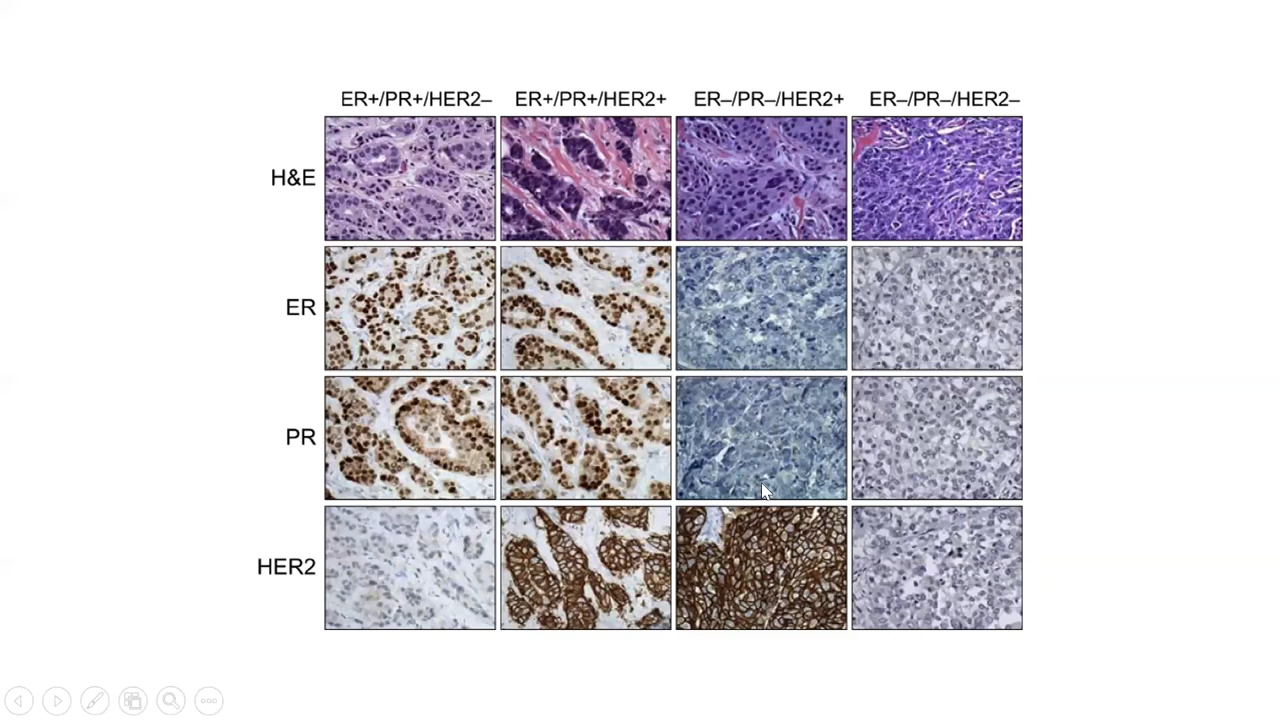 ER+/PR+/HER2– ER+/PR+/HER2+ ER–/PR–/HER2+ ER–/PR–/HER2–
H&E
ER
PR
HER2